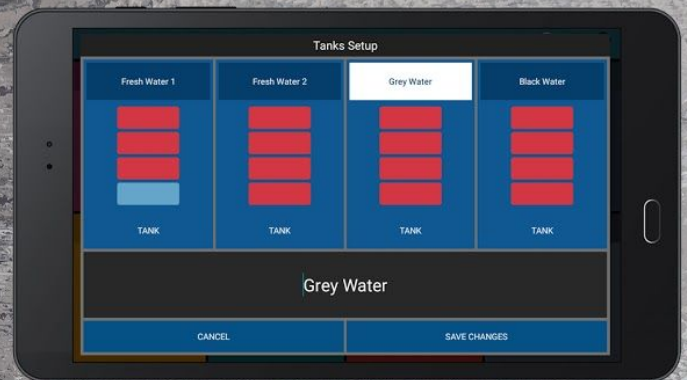 Tanks Setup
Fresh Water 1 Fresh Water 2 Grey Water Black Water
TANK TANK TANK TANK
Grey Water
CANCEL SAVE CHANGES